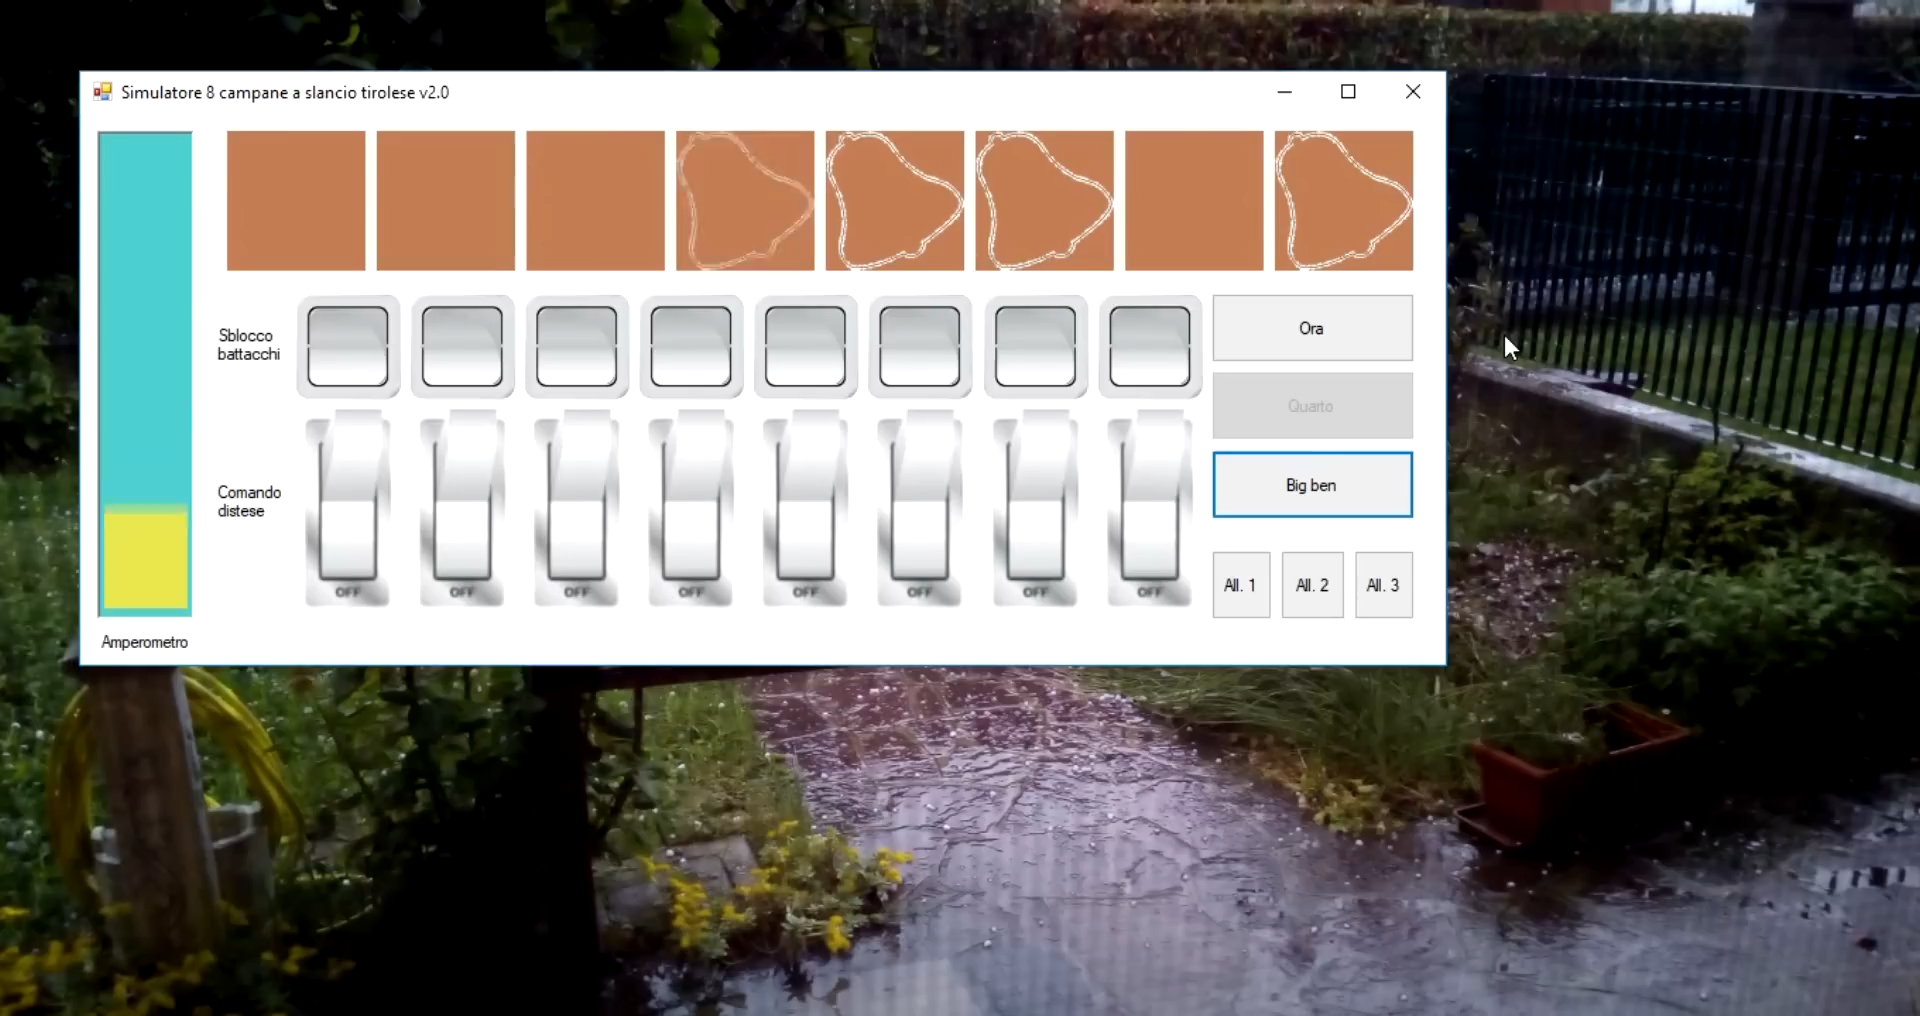 Simulatore 8 campane a slancio tirolese v2.0
Sblocco
battacchi
Ora
Quarto
Comando
distese
Big ben
OFF OFF OFF OFF OFF OFF OFF OFF
All. 1 All. 2 All. 3
Amperometro